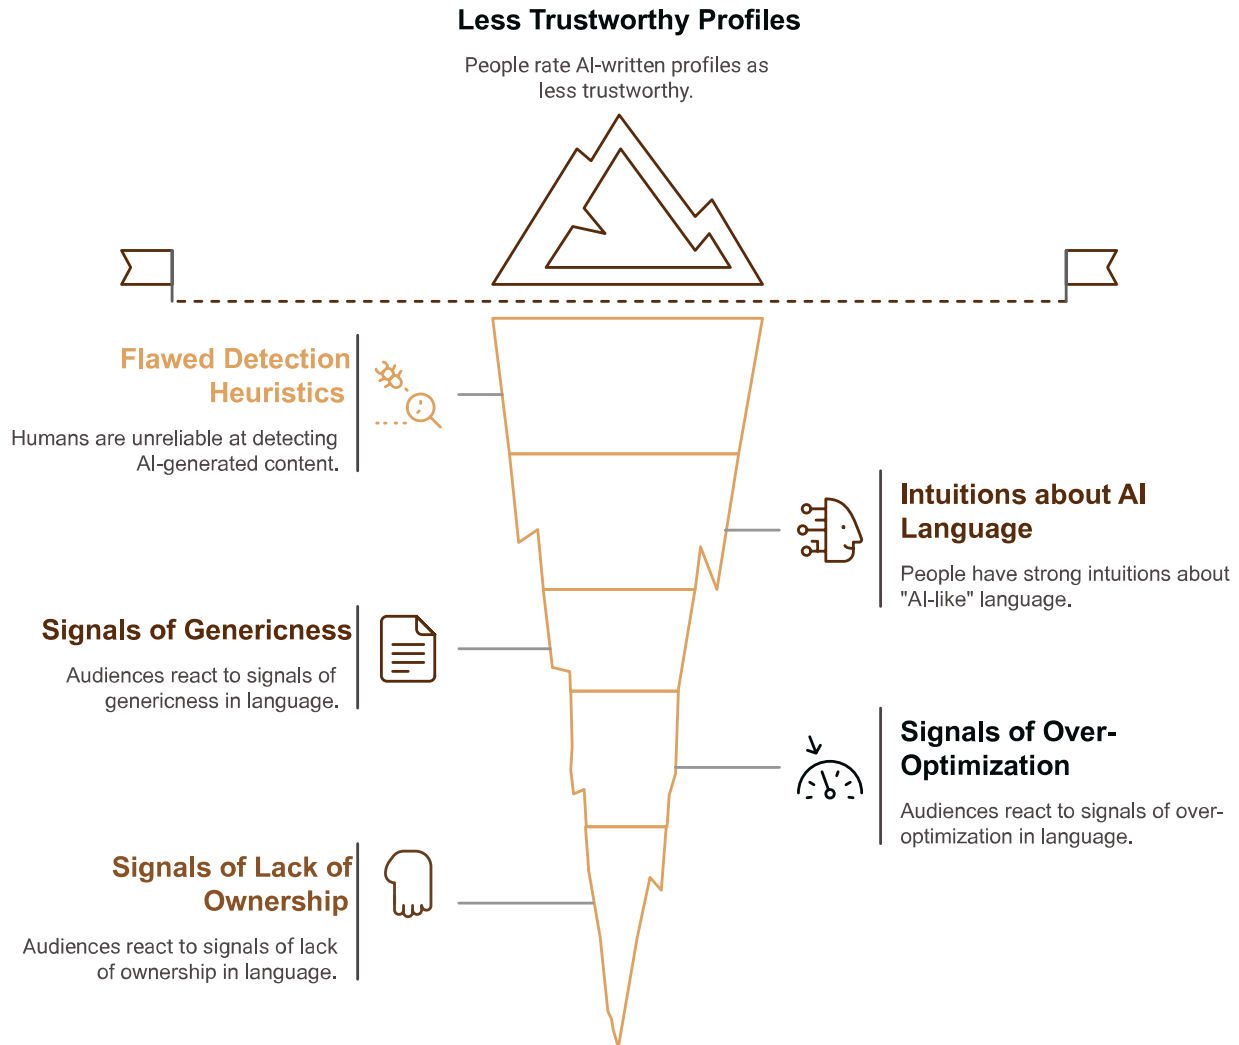 Less Trustworthy Profiles
People rate AI-written profiles as
less trustworthy.
Flawed Detection
Heuristics
Humans are unreliable at detecting
AI-generated content.
Intuitions about AI
Language
People have strong intuitions about
"AI-like" language.
Signals of Genericness
Audiences react to signals of
genericness in language.
Signals of Over-
Optimization
Audiences react to signals of over-
optimization in language.
Signals of Lack of
Ownership
Audiences react to signals of lack
of ownership in language.